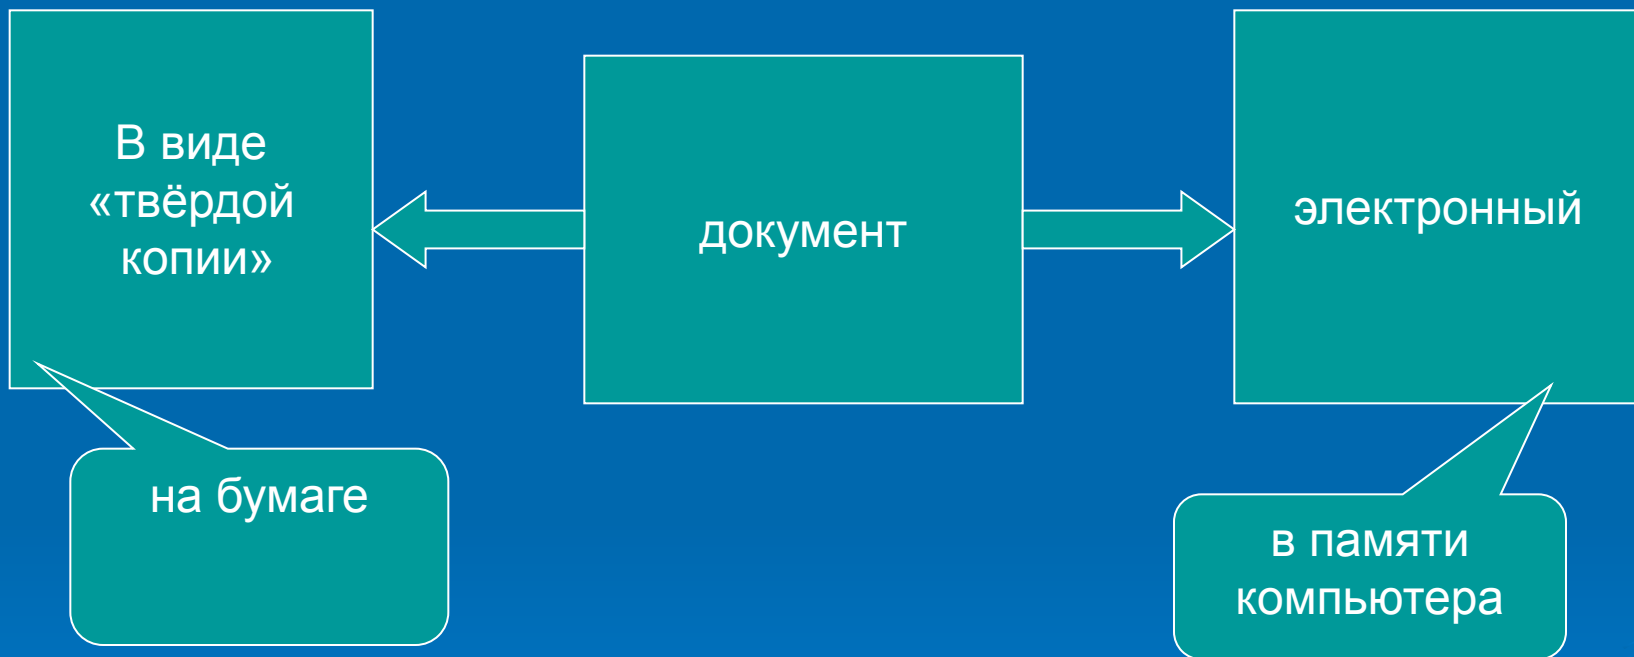 В виде
«твёрдой
копии»
документ
электронный
на бумаге
в памяти
компьютера